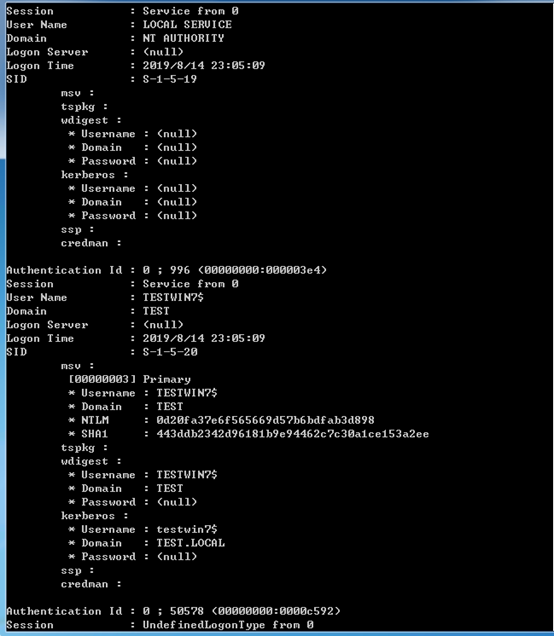 Session           : Service from 0
User Name         : LOCAL SERVICE
Domain            : NT AUTHORITY
Logon Server      : (null)
Logon Time        : 2019/8/14 23:05:09
SID               : S-1-5-19
        msv :
        tspkg :
        wdigest :
         * Username : (null)
         * Domain   : (null)
         * Password : (null)
        kerberos :
         * Username : (null)
         * Domain   : (null)
         * Password : (null)
        ssp :
        credman :

Authentication Id : 0 ; 996 (00000000:000003e4)
Session           : Service from 0
User Name         : TESTWIN7$
Domain            : TEST
Logon Server      : (null)
Logon Time        : 2019/8/14 23:05:09
SID               : S-1-5-20
        msv :
         [00000003] Primary
         * Username : TESTWIN7$
         * Domain   : TEST
         * NTLM     : 0d20fa37e6f565669d57b6bdfab3d898
         * SHA1     : 443ddb2342d96181b9e94462c7c30a1ce153a2ee
        tspkg :
        wdigest :
         * Username : TESTWIN7$
         * Domain   : TEST
         * Password : (null)
        kerberos :
         * Username : testwin7$
         * Domain   : TEST.LOCAL
         * Password : (null)
        ssp :
        credman :

Authentication Id : 0 ; 50578 (00000000:0000c592)
Session           : UndefinedLogonType from 0